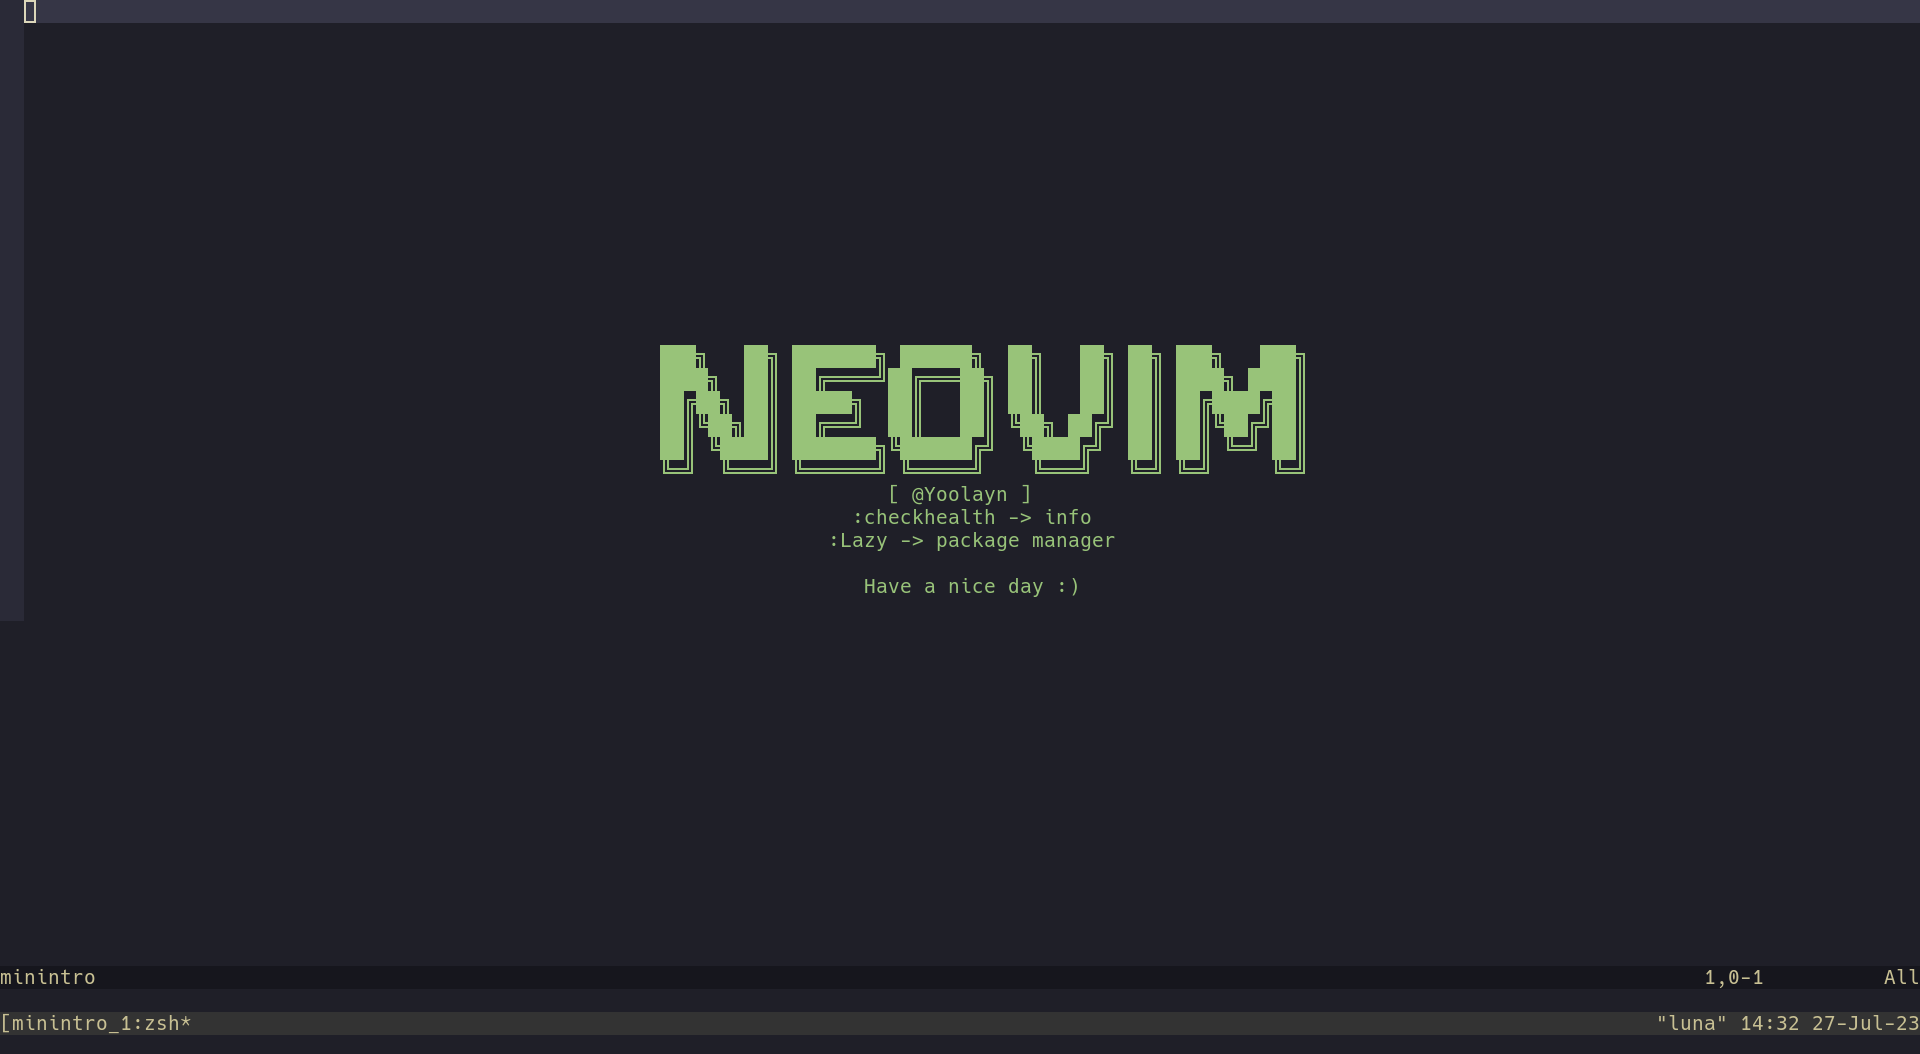 NEOVIM
[ @Yoolayn ]
:checkhealth -> info
:Lazy -> package manager
Have a nice day :)
minintro 1,0-1 All
[minintro_1:zsh* "luna" 14:32 27-Jul-23